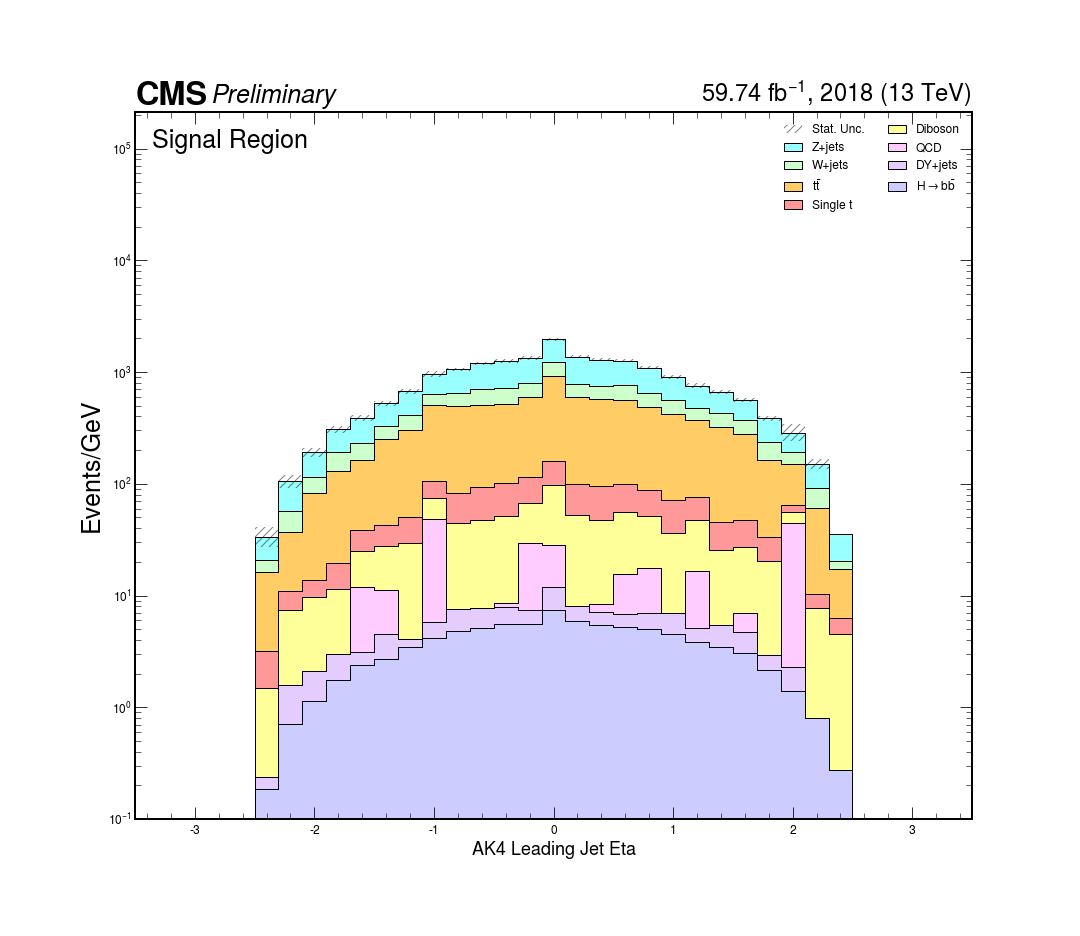 CMS Preliminary 59.74 fb⁻¹, 2018 (13 TeV)
Signal Region
Stat. Unc. Diboson
Z+jets QCD
W+jets DY+jets
tt̄ H→bb̄
Single t
Events/GeV
10⁵
10⁴
10³
10²
10¹
10⁰
10⁻¹
-3 -2 -1 0 1 2 3
AK4 Leading Jet Eta